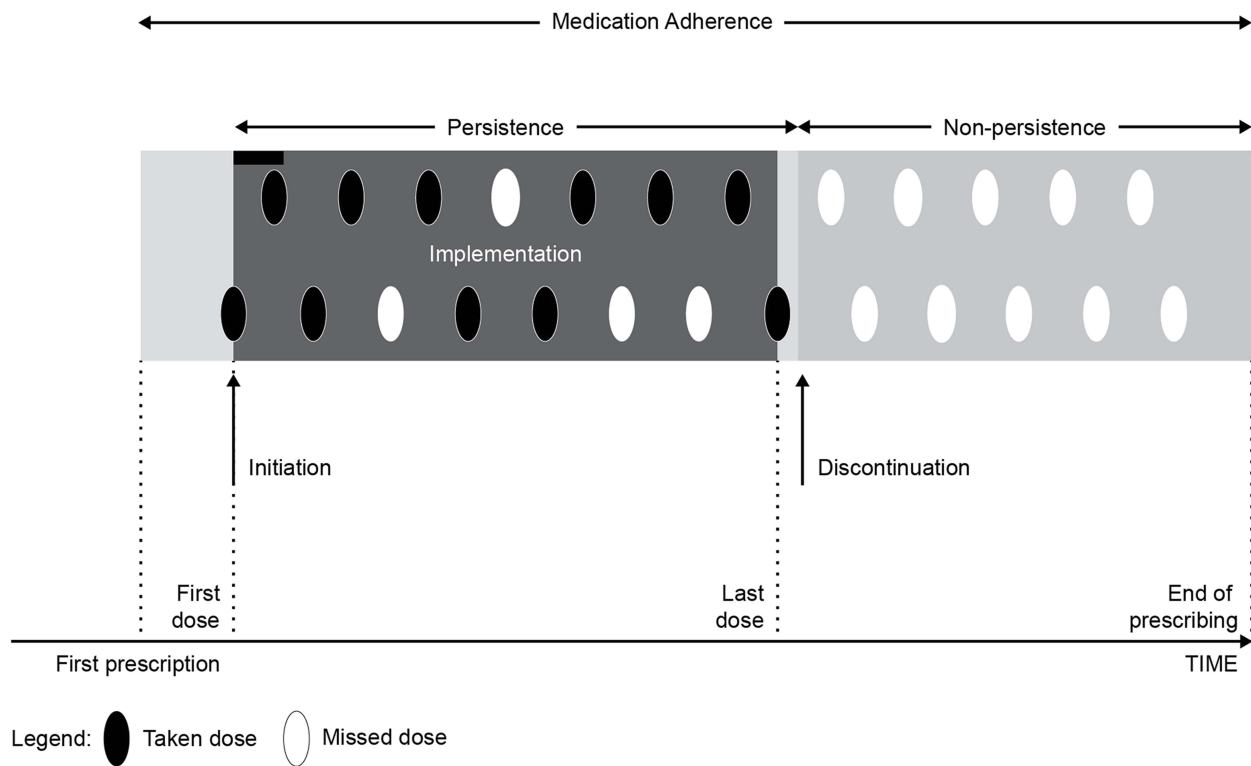 Medication Adherence
Persistence
Non-persistence
Implementation
Initiation
Discontinuation
First
dose
Last
dose
End of
prescribing
First prescription
TIME
Legend:
Taken dose
Missed dose